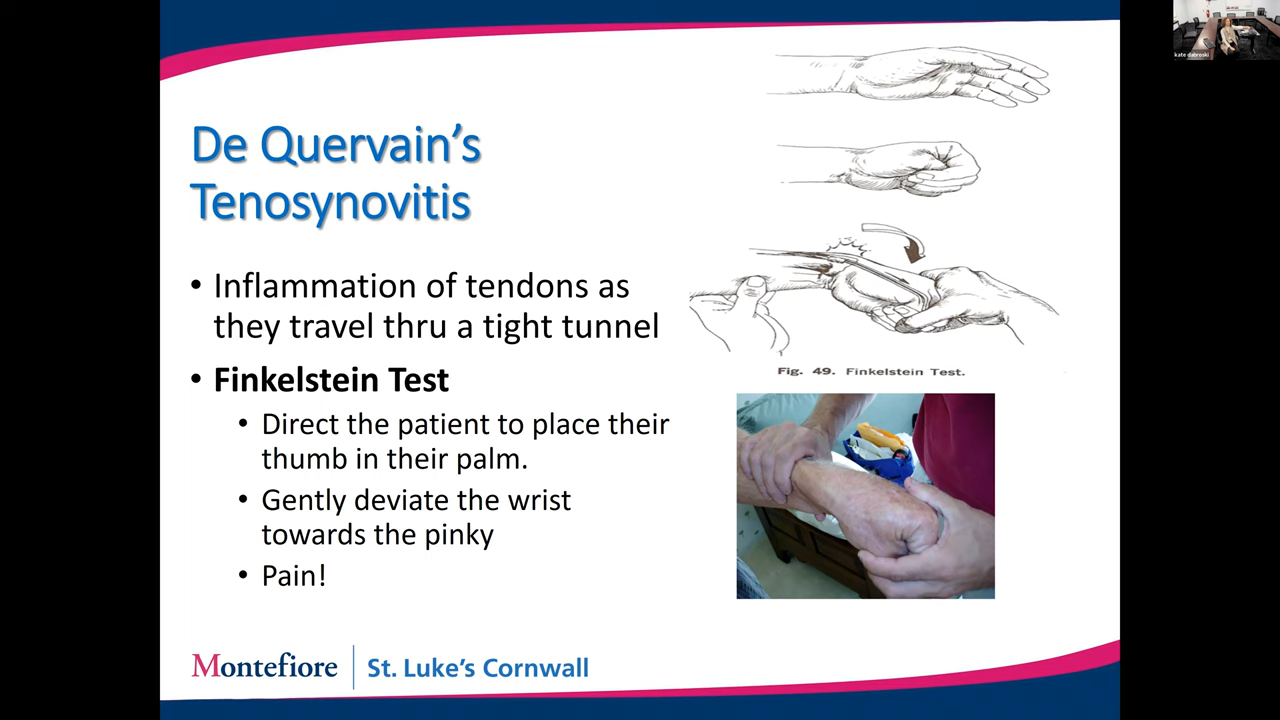 De Quervain's
Tenosynovitis
• Inflammation of tendons as
they travel thru a tight tunnel
• Finkelstein Test
• Direct the patient to place their
thumb in their palm.
• Gently deviate the wrist
towards the pinky
• Pain!
Fig. 49. Finkelstein Test.
Montefiore
St. Luke's Cornwall
kate dabroski